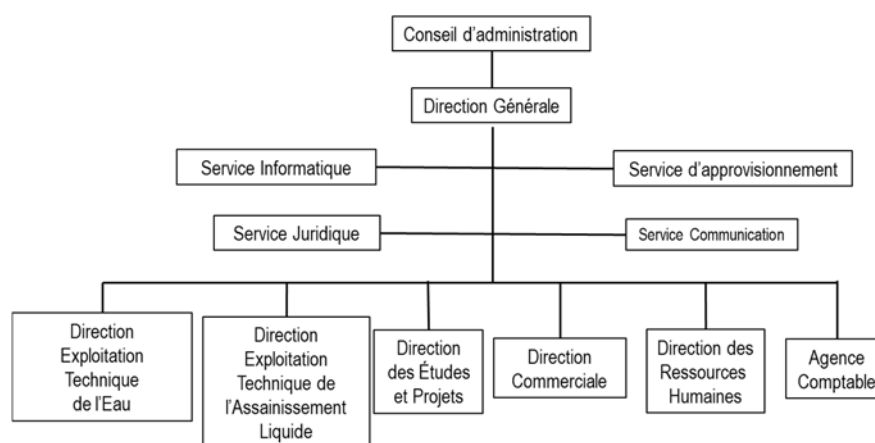 Conseil d'administration
Direction Générale
Service Informatique
Service d'approvisionnement
Service Juridique
Service Communication
Direction
Exploitation
Technique
de l'Eau
Direction
Exploitation
Technique de
l'Assainissement
Liquide
Direction
des Études
et Projets
Direction
Commerciale
Direction des
Ressources
Humaines
Agence
Comptable